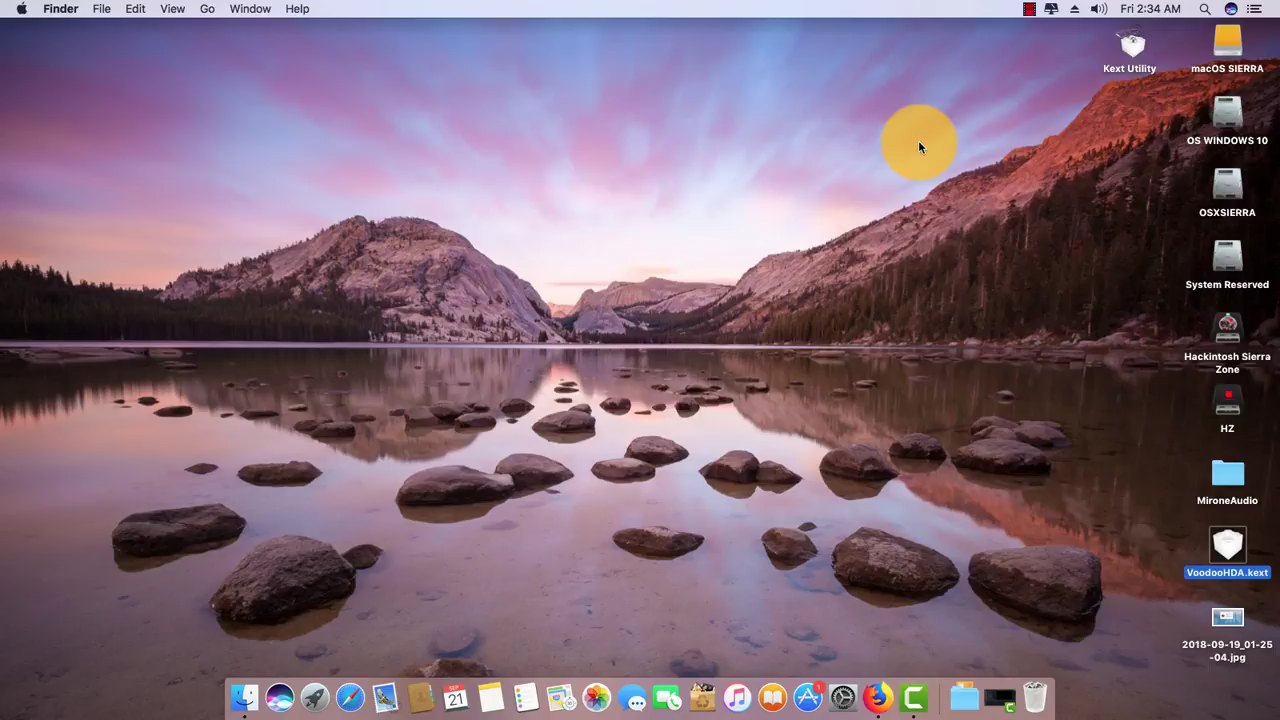 Finder File Edit View Go Window Help Fri 2:34 AM
Kext Utility
macOS SIERRA
OS WINDOWS 10
OSXSIERRA
System Reserved
Hackintosh Sierra
Zone
HZ
MironeAudio
VoodooHDA.kext
2018-09-19_01-25
-04.jpg
SEP
21
1